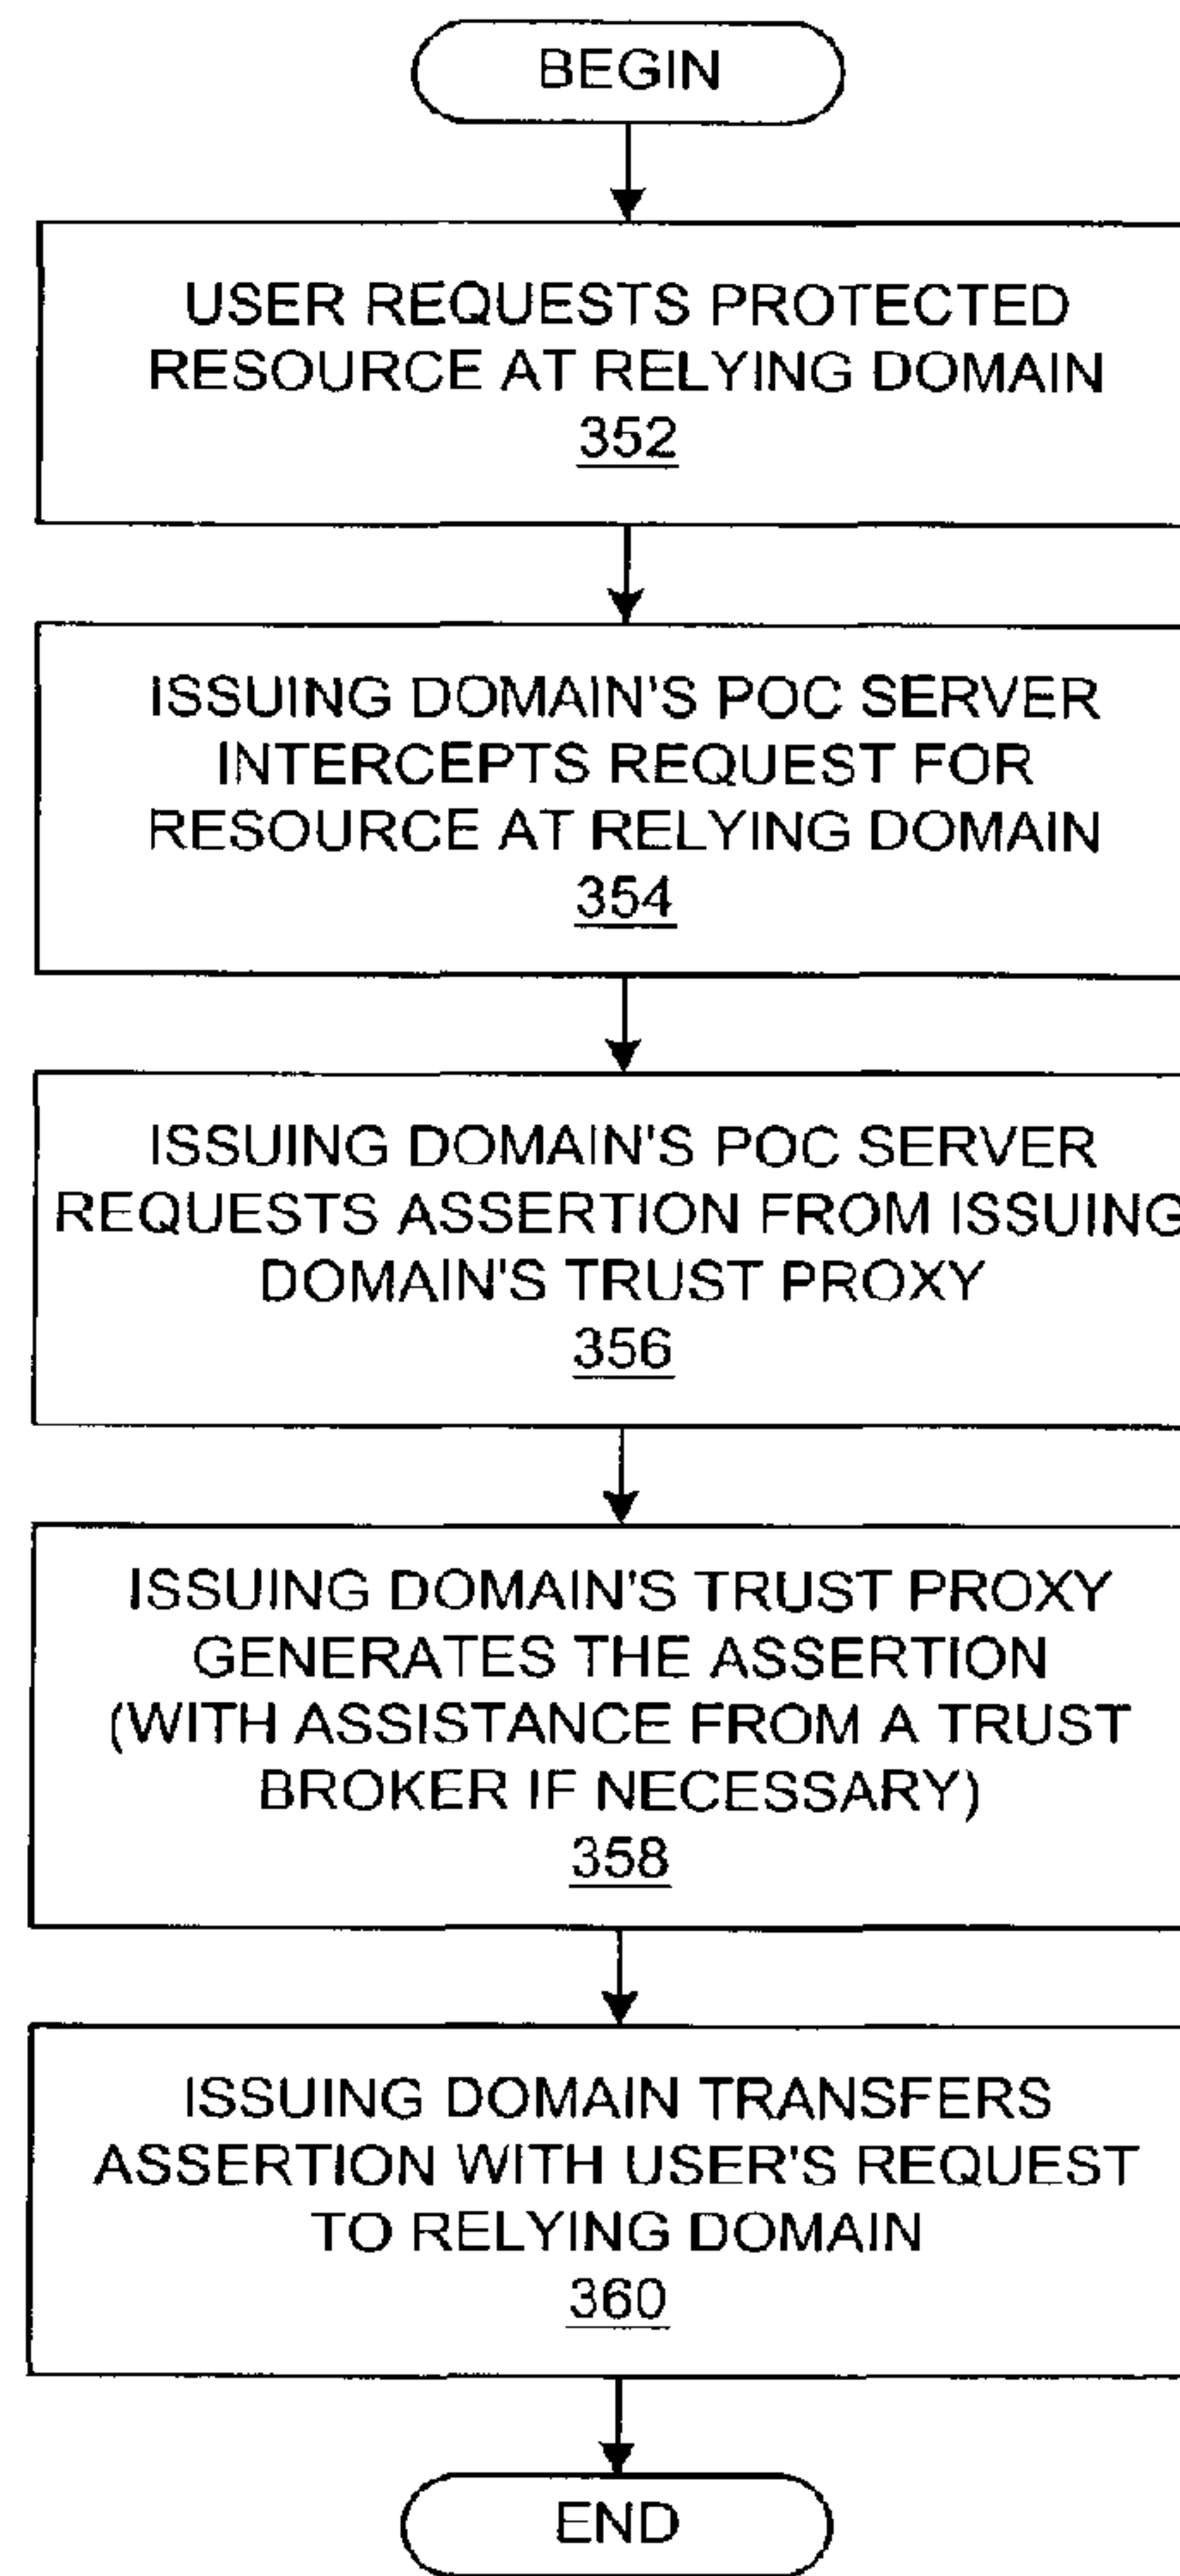 BEGIN
USER REQUESTS PROTECTED
RESOURCE AT RELYING DOMAIN
352
ISSUING DOMAIN'S POC SERVER
INTERCEPTS REQUEST FOR
RESOURCE AT RELYING DOMAIN
354
ISSUING DOMAIN'S POC SERVER
REQUESTS ASSERTION FROM ISSUING
DOMAIN'S TRUST PROXY
356
ISSUING DOMAIN'S TRUST PROXY
GENERATES THE ASSERTION
(WITH ASSISTANCE FROM A TRUST
BROKER IF NECESSARY)
358
ISSUING DOMAIN TRANSFERS
ASSERTION WITH USER'S REQUEST
TO RELYING DOMAIN
360
END